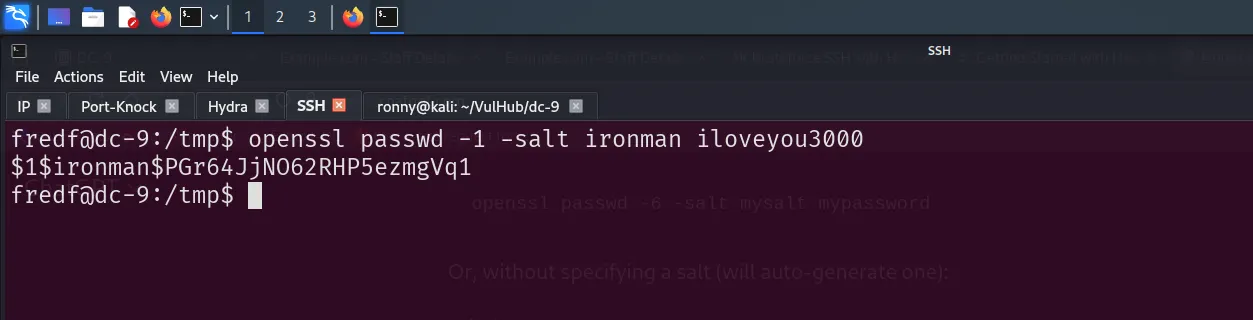 1 2 3
SSH
File Actions Edit View Help
IP Port-Knock Hydra SSH ronny@kali: ~/VulHub/dc-9
fredf@dc-9:/tmp$ openssl passwd -1 -salt ironman iloveyou3000
$1$ironman$PGr64JjNO62RHP5ezmgVq1
fredf@dc-9:/tmp$
openssl passwd -6 -salt mysalt mypassword
Or, without specifying a salt (will auto-generate one):